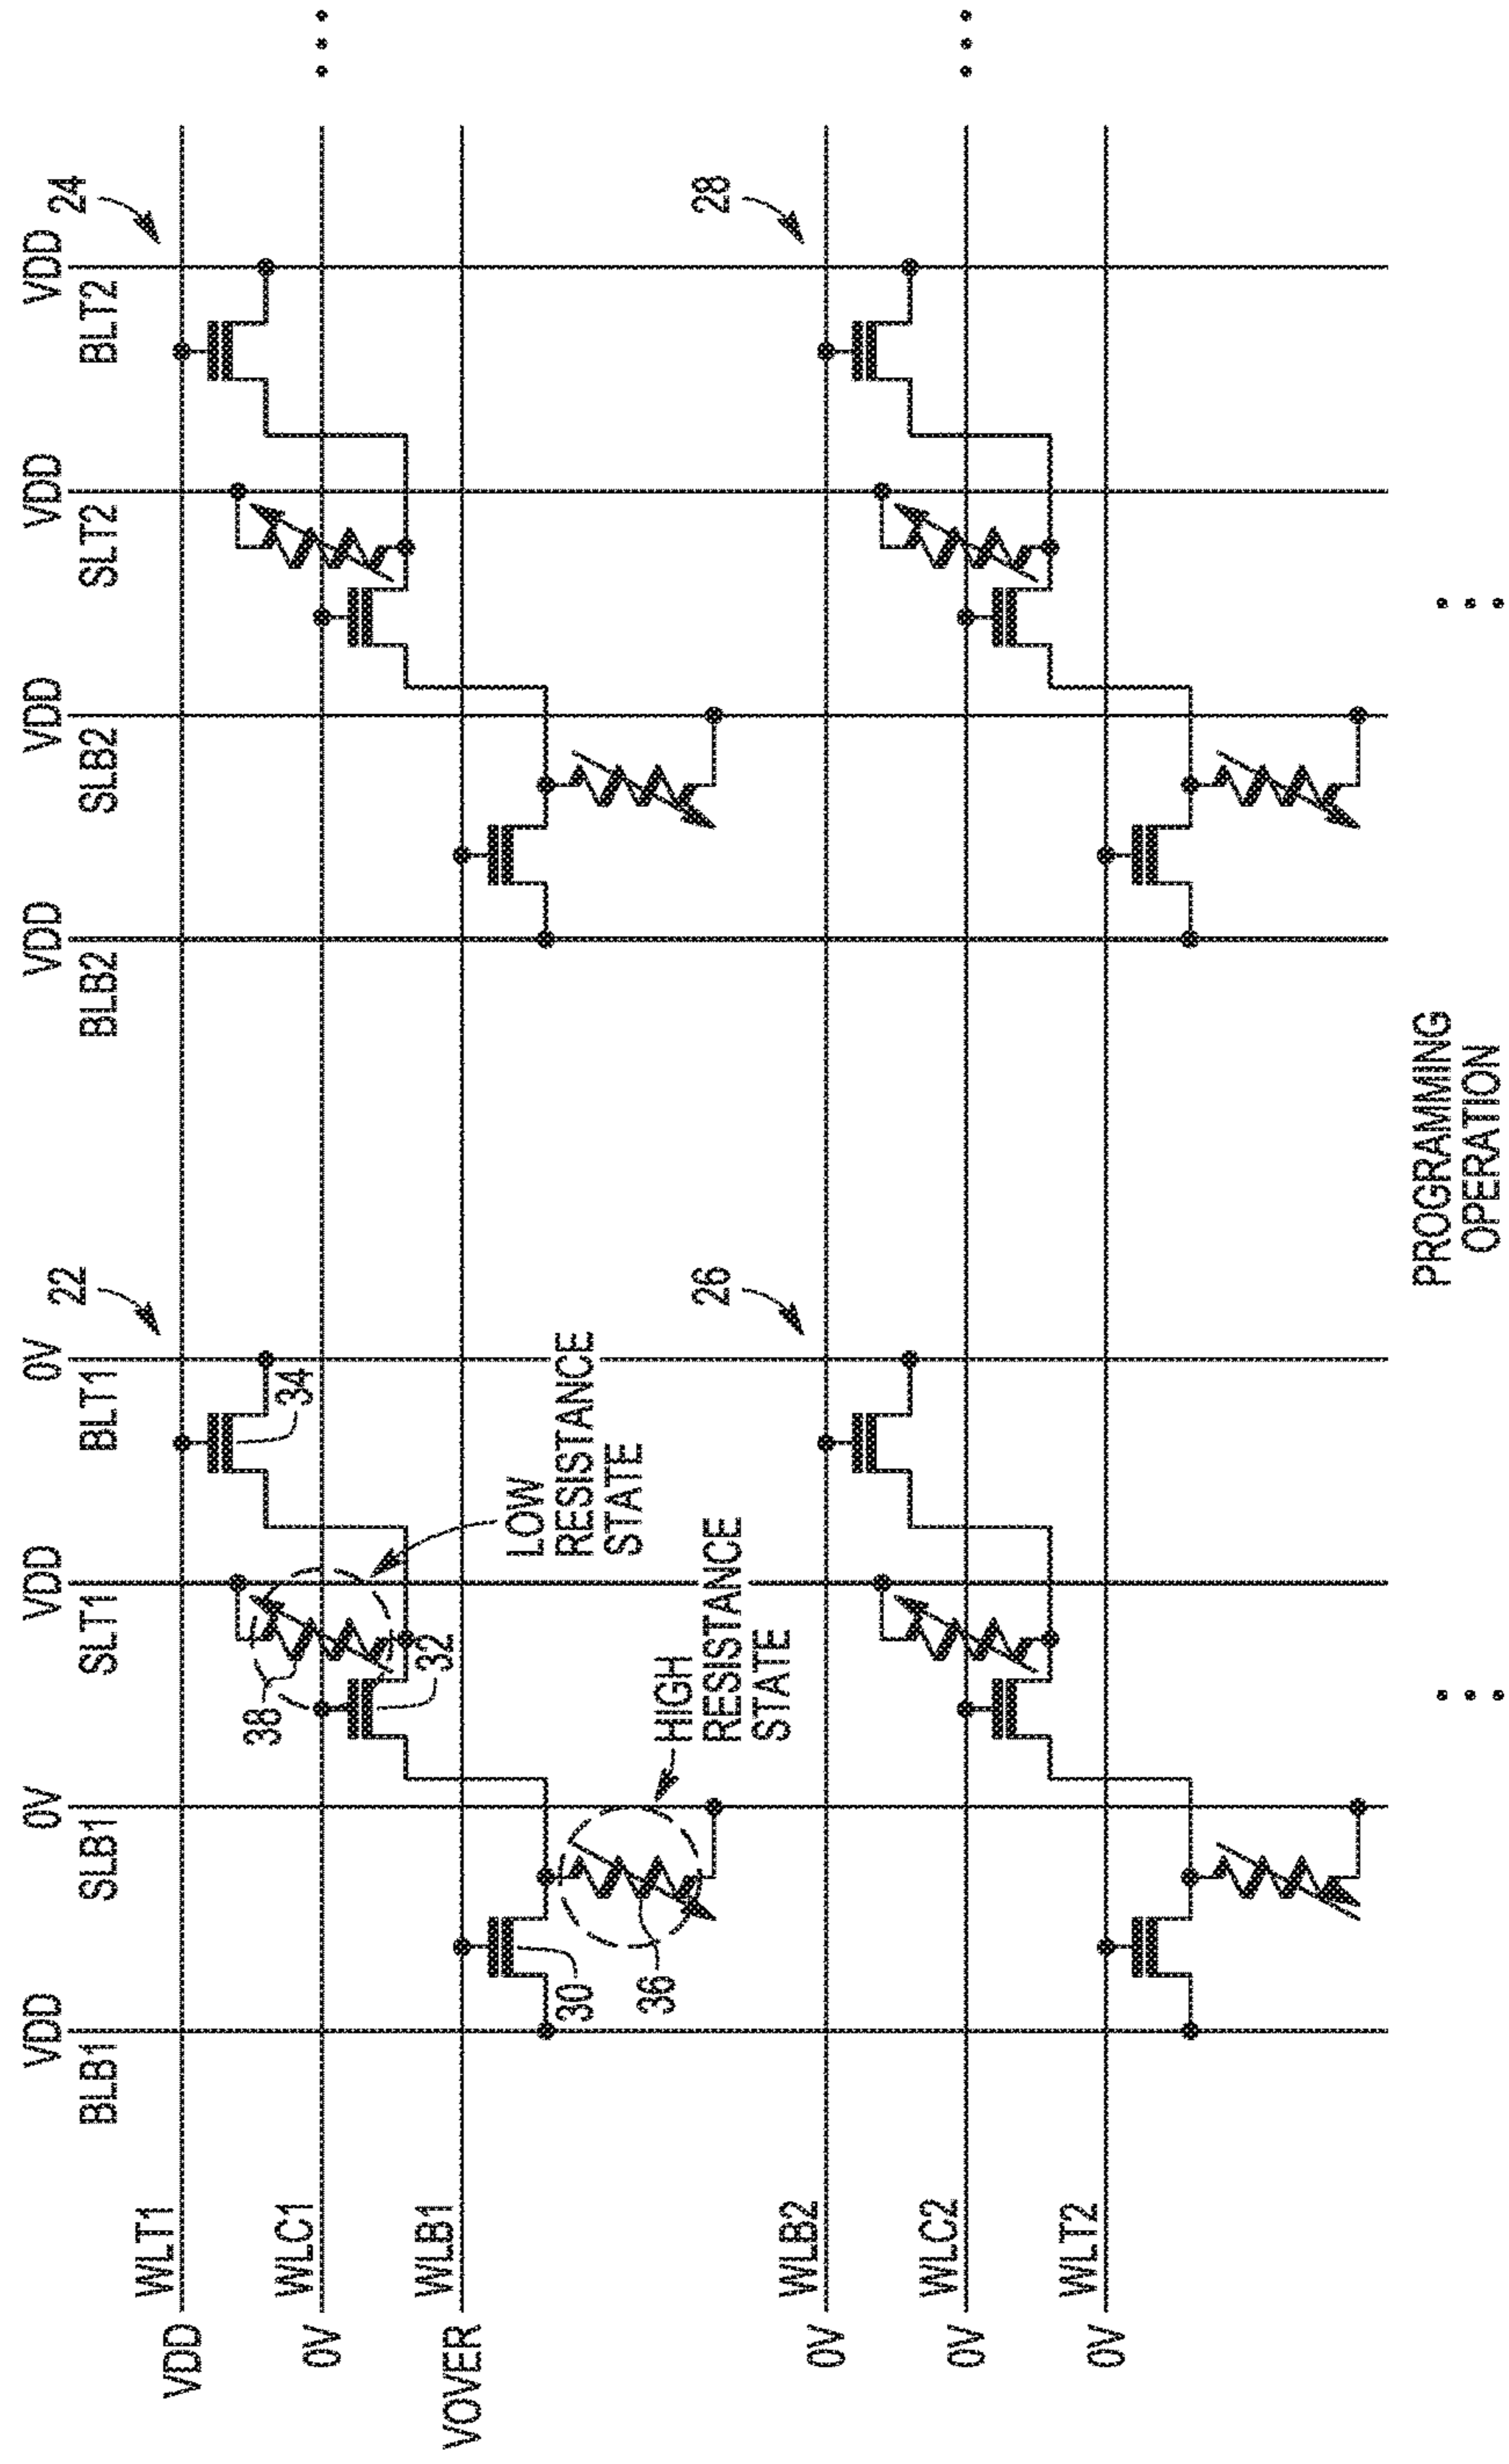 VDD
BLB1
0V
SLB1
VDD
SLT1
0V
BLT1
22
VDD
BLB2
VDD
SLB2
VDD
SLT2
VDD
BLT2
24
VDD
WLT1
0V
WLC1
VOVER
WLB1
38
34
32
30
36
LOW
RESISTANCE
STATE
HIGH
RESISTANCE
STATE
26
28
0V
WLB2
0V
WLC2
0V
WLT2
PROGRAMMING
OPERATION